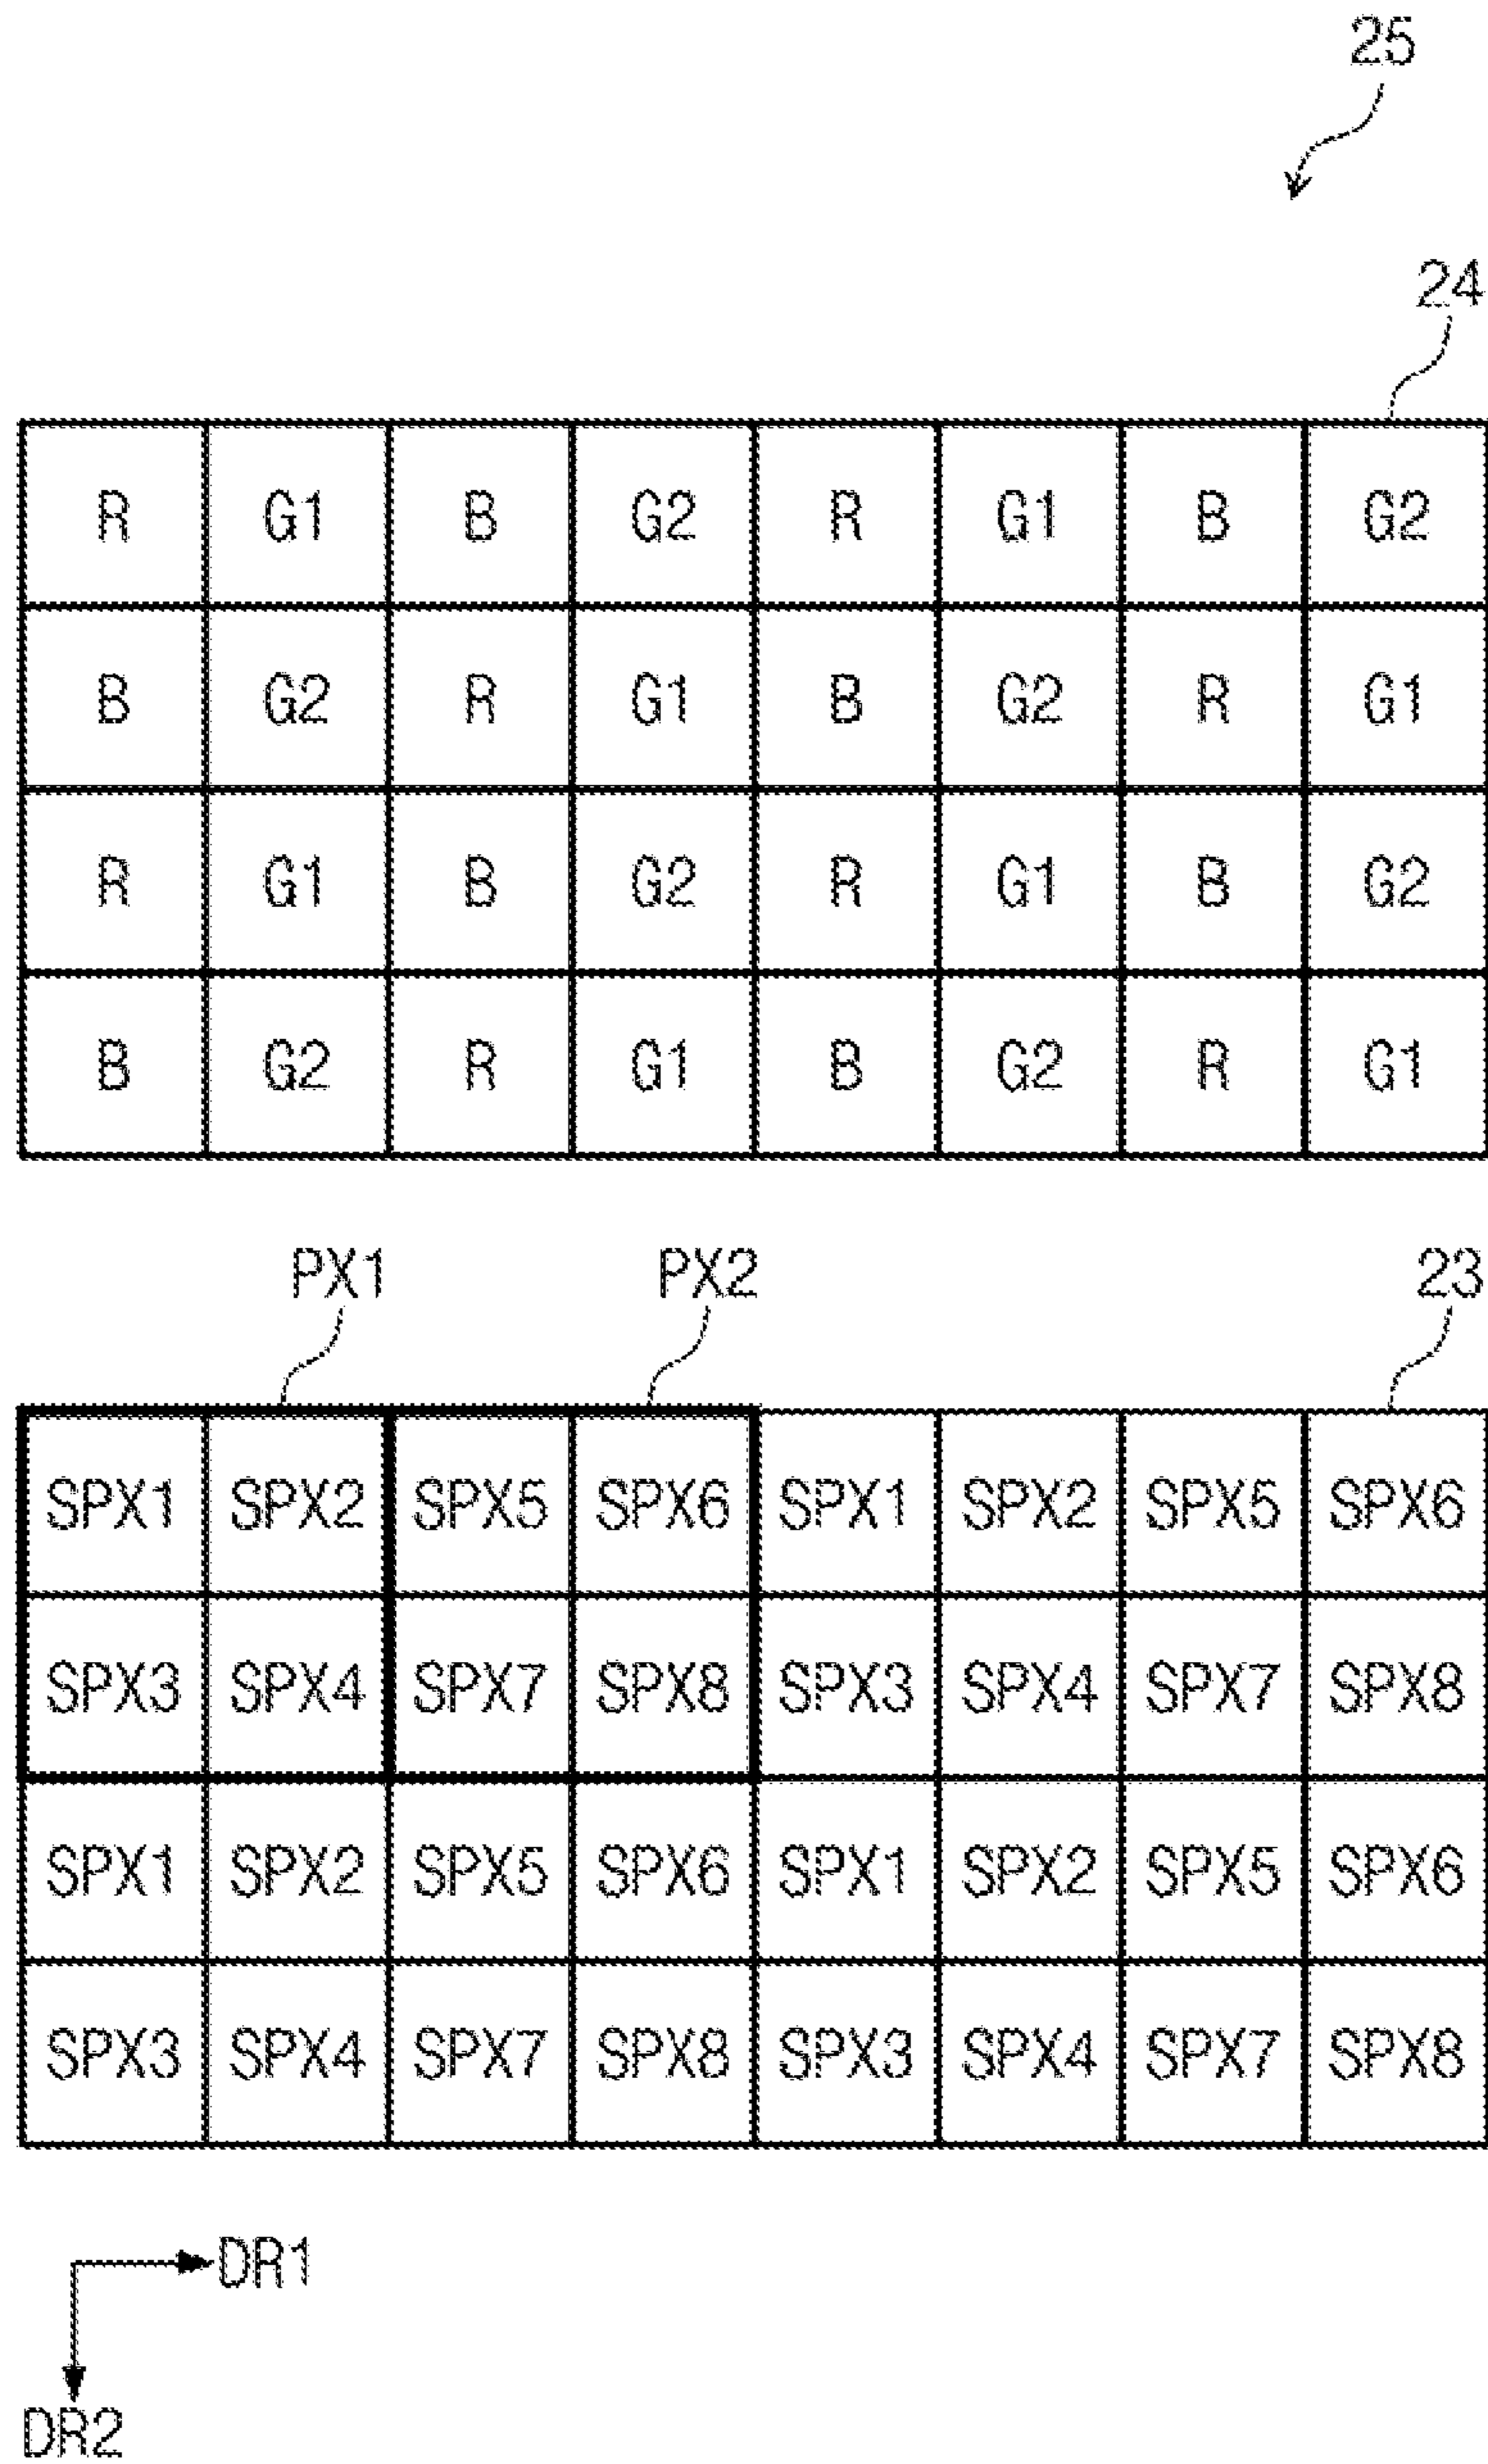 25
24
R G1 B G2 R G1 B G2
B G2 R G1 B G2 R G1
R G1 B G2 R G1 B G2
B G2 R G1 B G2 R G1
PX1 PX2 23
SPX1 SPX2 SPX5 SPX6 SPX1 SPX2 SPX5 SPX6
SPX3 SPX4 SPX7 SPX8 SPX3 SPX4 SPX7 SPX8
SPX1 SPX2 SPX5 SPX6 SPX1 SPX2 SPX5 SPX6
SPX3 SPX4 SPX7 SPX8 SPX3 SPX4 SPX7 SPX8
DR1
DR2